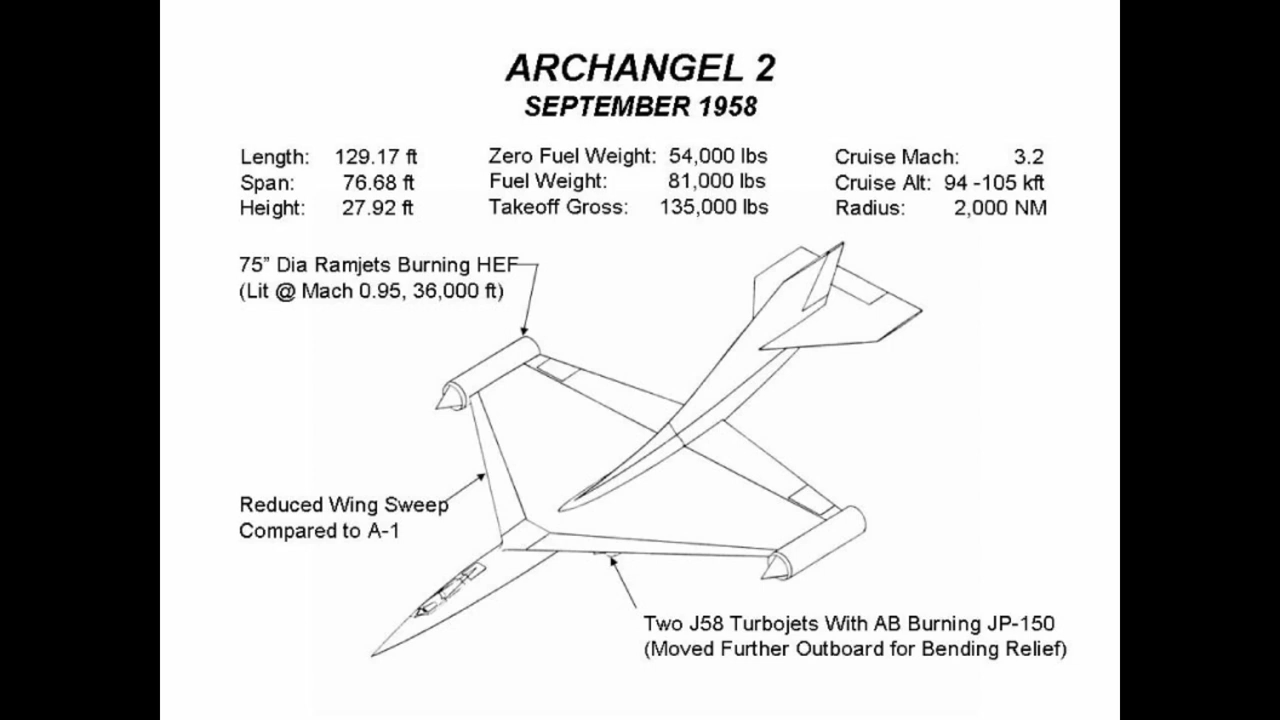 ARCHANGEL 2
SEPTEMBER 1958
Length: 129.17 ft
Span: 76.68 ft
Height: 27.92 ft
Zero Fuel Weight: 54,000 lbs
Fuel Weight: 81,000 lbs
Takeoff Gross: 135,000 lbs
Cruise Mach: 3.2
Cruise Alt: 94 -105 kft
Radius: 2,000 NM
75” Dia Ramjets Burning HEF
(Lit @ Mach 0.95, 36,000 ft)
Reduced Wing Sweep
Compared to A-1
Two J58 Turbojets With AB Burning JP-150
(Moved Further Outboard for Bending Relief)